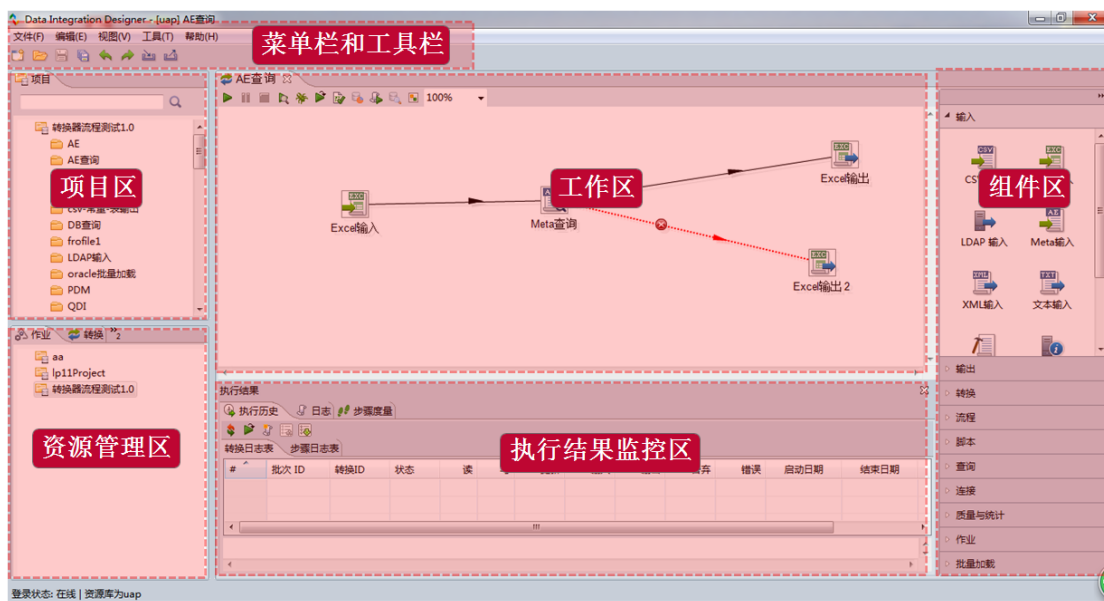 Data Integration Designer - [uap] AE查询
文件(F) 编辑(E) 视图(V) 工具(T) 帮助(H)
菜单栏和工具栏
项目
转换器流程测试1.0
AE
AE查询
项目区
csv-常量-表输出
DB查询
frofile1
LDAP输入
oracle批量加载
PDM
QDI
作业 转换 2
aa
lp11Project
转换器流程测试1.0
资源管理区
AE查询
100%
工作区
Excel输入
Meta查询
Excel输出
Excel输出 2
执行结果
执行历史 日志 步骤度量
转换日志表 步骤日志表
执行结果监控区
# 批次 ID 转换ID 状态 读 错误 启动日期 结束日期
组件区
输入
LDAP 输入 Meta输入
XML输入 文本输入
输出
转换
流程
脚本
查询
连接
质量与统计
作业
批量加载
登录状态: 在线 | 资源库为uap